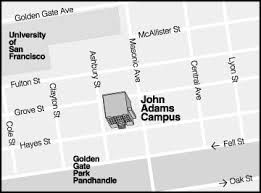 Golden Gate Ave
McAllister St
University
of
San
Francisco
Masonic Ave
Central Ave
Lyon St
Fulton St
Ashbury St
Clayton St
John
Adams
Campus
Grove St
Cole St
Hayes St
← Fell St
Golden
Gate
Park
Pandhandle
→ Oak St